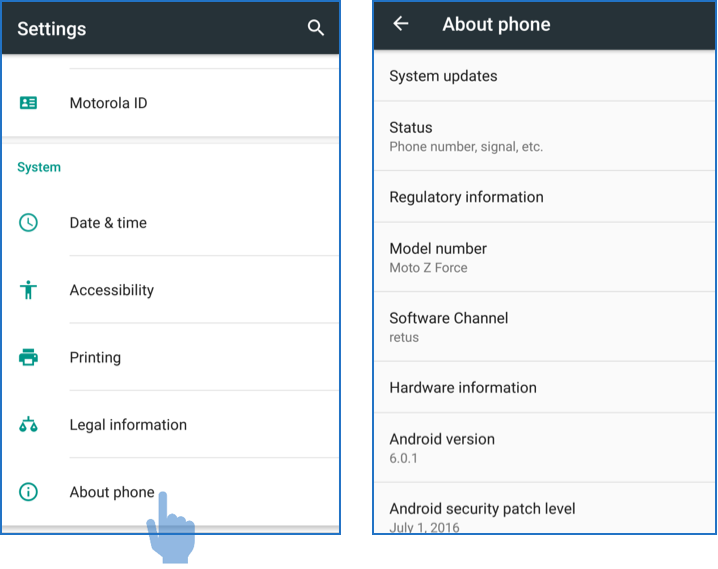 Settings
Motorola ID
System
Date & time
Accessibility
Printing
Legal information
About phone
About phone
System updates
Status
Phone number, signal, etc.
Regulatory information
Model number
Moto Z Force
Software Channel
retus
Hardware information
Android version
6.0.1
Android security patch level
July 1, 2016